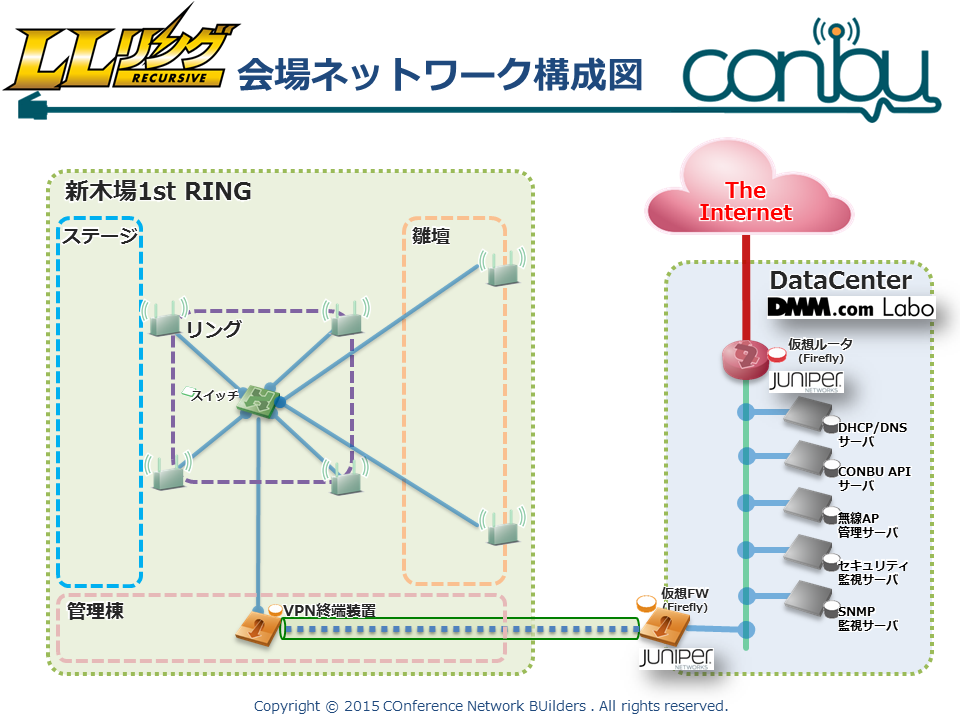 LLリング
RECURSIVE
会場ネットワーク構成図
conbu
新木場1st RING
ステージ
雛壇
リング
スイッチ
管理棟
VPN終端装置
The
Internet
DataCenter
DMM.com Labo
仮想ルータ
(Firefly)
JUNIPER
NETWORKS
DHCP/DNS
サーバ
CONBU API
サーバ
無線AP
管理サーバ
セキュリティ
監視サーバ
SNMP
監視サーバ
仮想FW
(Firefly)
JUNIPER
NETWORKS
Copyright © 2015 COnference Network BUilders . All rights reserved.